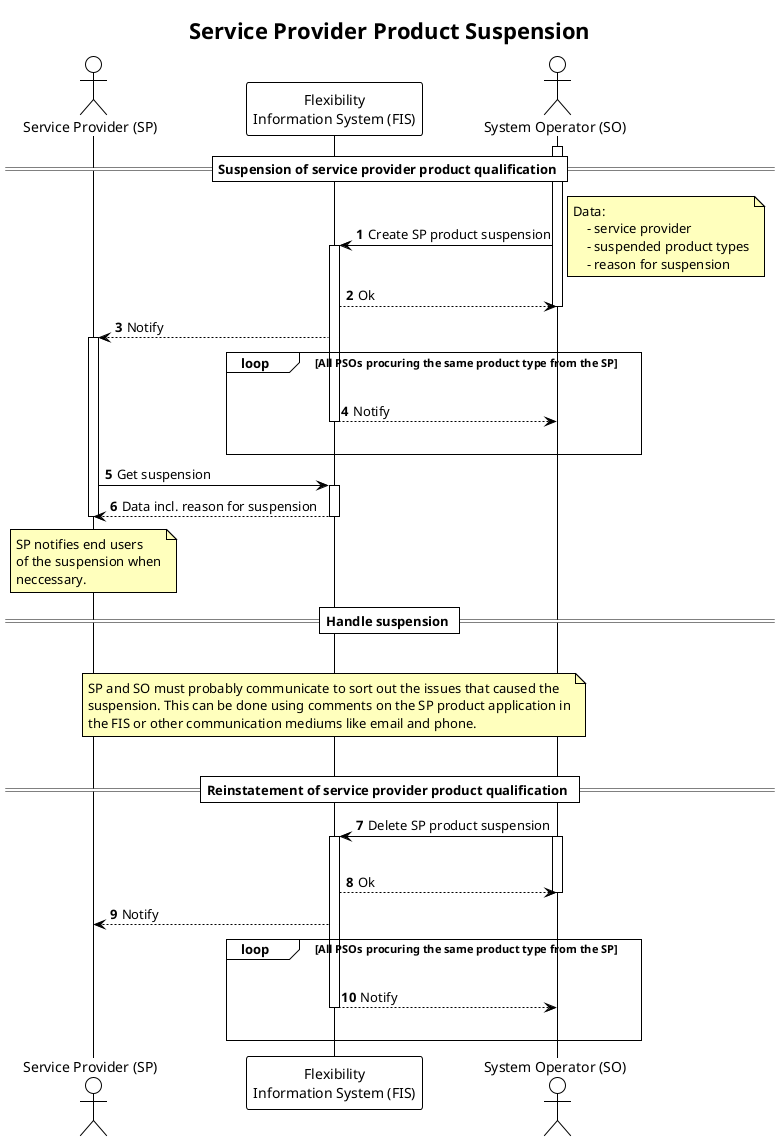 Service Provider Product Suspension
Service Provider (SP)
Flexibility
Information System (FIS)
System Operator (SO)
Suspension of service provider product qualification
Data:
- service provider
- suspended product types
- reason for suspension
1 Create SP product suspension
2 Ok
3 Notify
loop [All PSOs procuring the same product type from the SP]
4 Notify
5 Get suspension
6 Data incl. reason for suspension
SP notifies end users
of the suspension when
neccessary.
Handle suspension
SP and SO must probably communicate to sort out the issues that caused the
suspension. This can be done using comments on the SP product application in
the FIS or other communication mediums like email and phone.
Reinstatement of service provider product qualification
7 Delete SP product suspension
8 Ok
9 Notify
loop [All PSOs procuring the same product type from the SP]
10 Notify
Service Provider (SP)
Flexibility
Information System (FIS)
System Operator (SO)